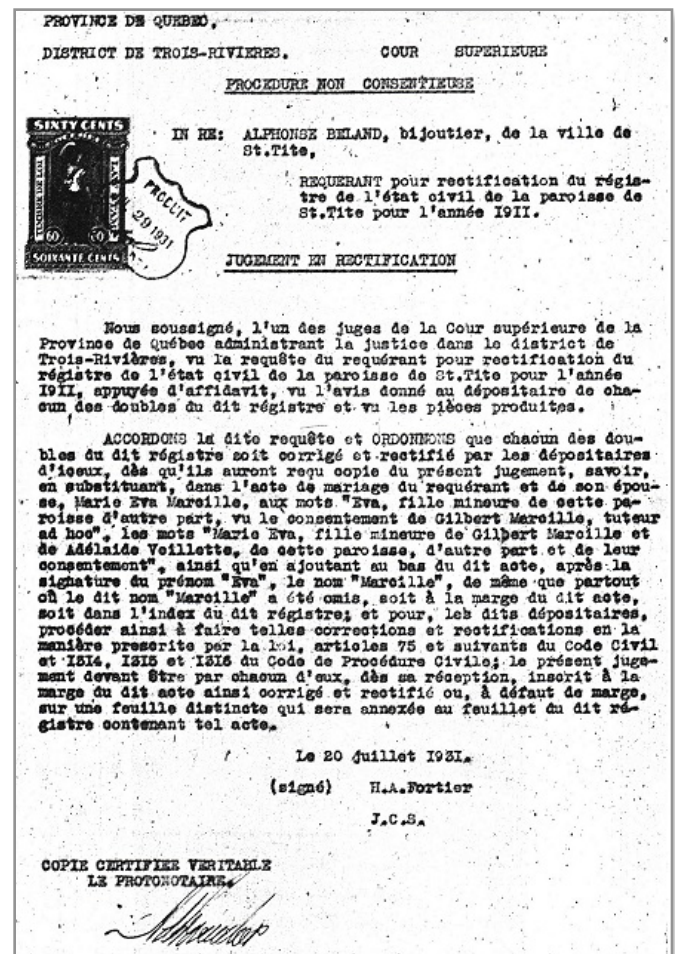 PROVINCE DE QUEBEC,
DISTRICT DE TROIS-RIVIERES. COUR SUPERIEURE
PROCEDURE NON CONSENTIEUSE
SIXTY CENTS
TIMBRE DE LOI
LAW STAMP
60 60
SOIXANTE CENTS
PRODUIT
29 1931
IN RE: ALPHONSE BELAND, bijoutier, de la ville de
St.Tite,
REQUERANT pour rectification du régis-
tre de l'état civil de la paroisse de
St.Tite pour l'année 1911.
JUGEMENT EN RECTIFICATION
Nous soussigné, l'un des juges de la Cour supérieure de la
Province de Québec administrant la justice dans le district de
Trois-Rivières, vu la requête du requérant pour rectification du
régistre de l'état civil de la paroisse de St.Tite pour l'année
1911, appuyée d'affidavit, vu l'avis donné au dépositaire de cha-
cun des doubles du dit régistre et vu les pièces produites.
ACCORDONS la dite requête et ORDONNONS que chacun des dou-
bles du dit régistre soit corrigé et rectifié par les dépositaires
d'iceux, dès qu'ils auront reçu copie du présent jugement, savoir,
en substituant, dans l'acte de mariage du requérant et de son épou-
se, Marie Eva Marcille, aux mots "Eva, fille mineure de cette pa-
roisse d'autre part, vu le consentement de Gilbert Marcille, tuteur
ad hoc", les mots "Marie Eva, fille mineure de Gilbert Marcille et
de Adélaide Veillette, de cette paroisse, d'autre part et de leur
consentement", ainsi qu'en ajoutant au bas du dit acte, après la
signature du prénom "Eva", le nom "Marcille", de même que partout
où le dit nom "Marcille" a été omis, soit à la marge du dit acte,
soit dans l'index du dit régistre; et pour, les dits dépositaires,
procéder ainsi à faire telles corrections et rectifications en la
manière prescrite par la loi, articles 75 et suivants du Code Civil
et 1314, 1315 et 1316 du Code de Procédure Civile; le présent juge-
ment devant être par chacun d'eux, dès sa réception, inscrit à la
marge du dit acte ainsi corrigé et rectifié ou, à défaut de marge,
sur une feuille distincte qui sera annexée au feuillet du dit ré-
gistre contenant tel acte.
Le 20 juillet 1931.
(signé) H.A.Fortier
J.C.S.
COPIE CERTIFIEE VERITABLE
LE PROTONOTAIRE.